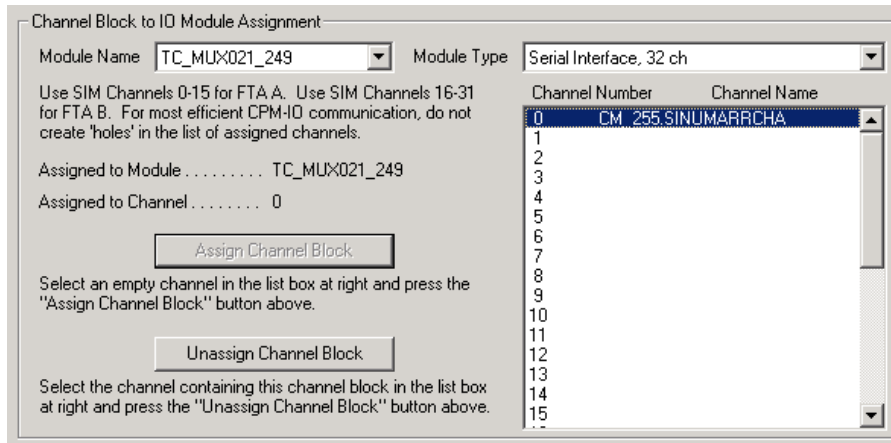 Channel Block to IO Module Assignment
Module Name TC_MUX021_249 Module Type Serial Interface, 32 ch
Use SIM Channels 0-15 for FTA A. Use SIM Channels 16-31
for FTA B. For most efficient CPM-IO communication, do not
create 'holes' in the list of assigned channels.
Assigned to Module . . . . . . . . . TC_MUX021_249
Assigned to Channel . . . . . . . . 0
Assign Channel Block
Select an empty channel in the list box at right and press the
"Assign Channel Block" button above.
Unassign Channel Block
Select the channel containing this channel block in the list box
at right and press the "Unassign Channel Block" button above.
Channel Number Channel Name
0 CM_255.SINUMARRCHA
1
2
3
4
5
6
7
8
9
10
11
12
13
14
15